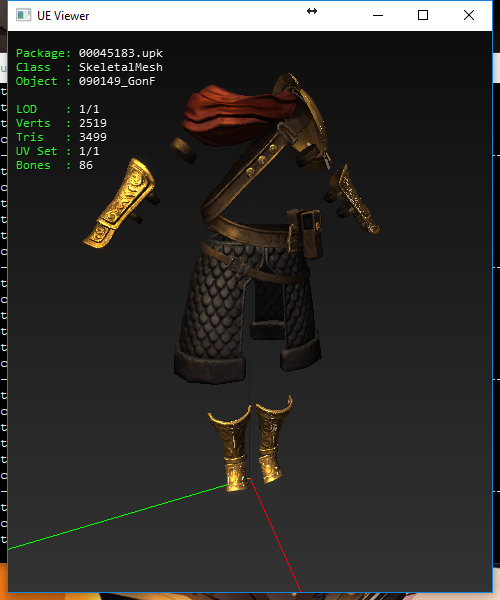 UE Viewer
Package: 00045183.upk
Class  : SkeletalMesh
Object : 090149_GonF
LOD    : 1/1
Verts  : 2519
Tris   : 3499
UV Set : 1/1
Bones  : 86